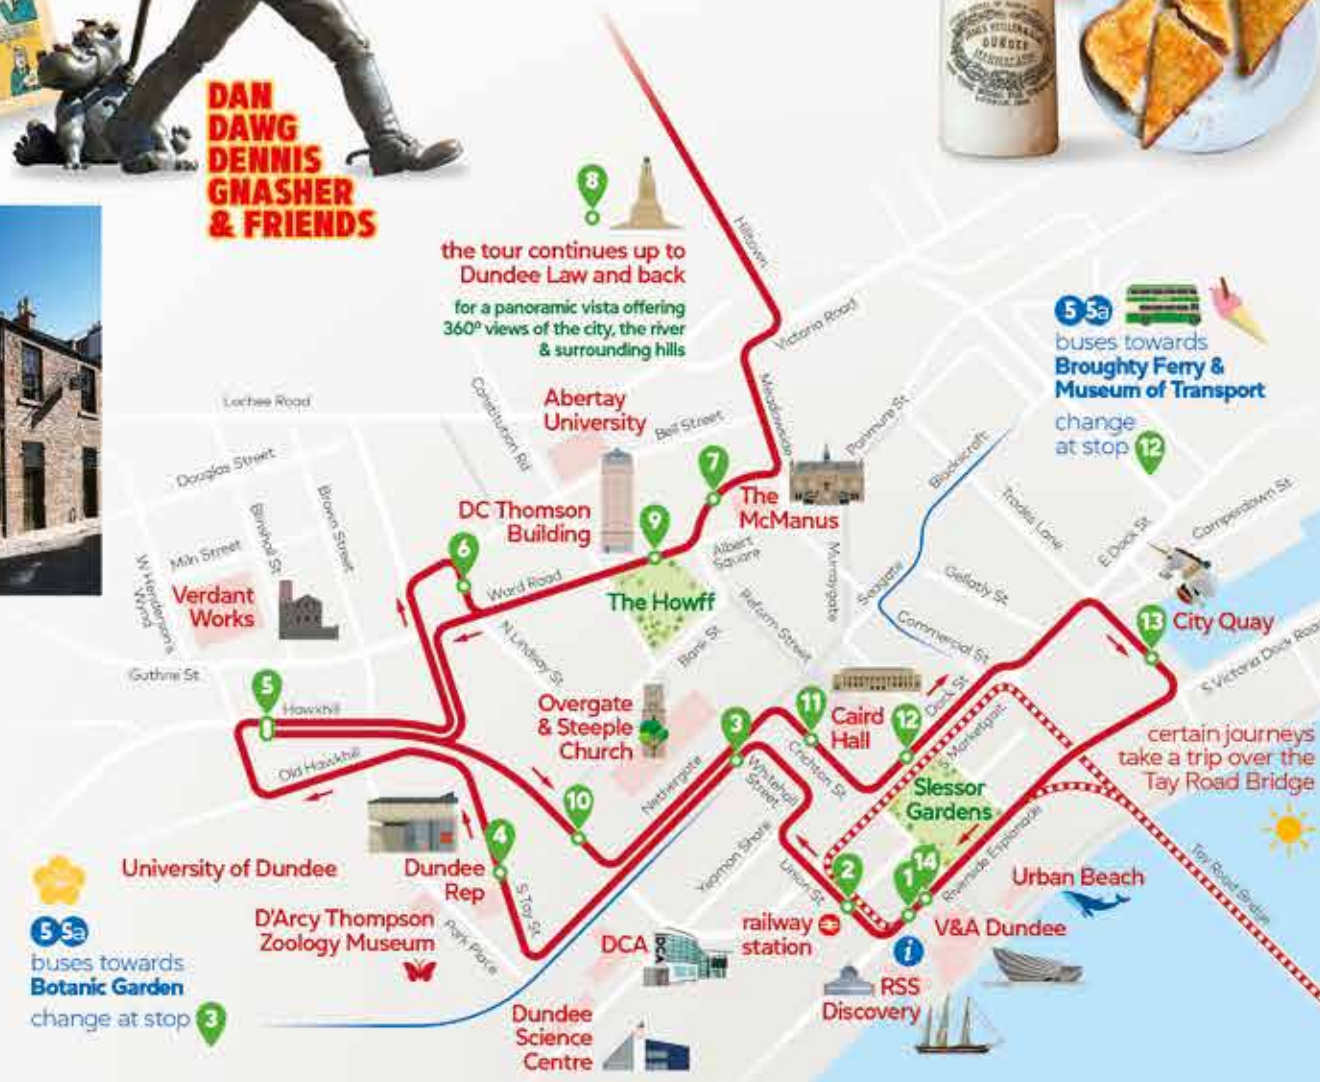 DAN
DAWG
DENNIS
GNASHER
& FRIENDS
DUNDEE
8
the tour continues up to
Dundee Law and back
for a panoramic vista offering
360º views of the city, the river
& surrounding hills
Hilltown
Victoria Road
5 5a
buses towards
Broughty Ferry &
Museum of Transport
change
at stop 12
Lochee Road
Constitution Rd
Abertay
University
Bell Street
Meadowside
Panmure St
Blackscroft
Douglas Street
Blinshall St
Brown Street
DC Thomson
Building
7
The
McManus
9
Trades Lane
E Dock St
Camperdown St
Miln Street
W Henderson's
Wynd
Verdant
Works
6
Ward Road
Albert
Square
Murraygate
Seagate
Gellatly St
The Howff
Reform Street
Commercial St
13 City Quay
Guthrie St
N Lindsay St
Bank St
S Victoria Dock Road
5
Hawkhill
Overgate
& Steeple
Church
3
11
Caird
Hall
12
Dock St
S Marketgait
certain journeys
take a trip over the
Tay Road Bridge
Old Hawkhill
Nethergate
Whitehall
Street
Crichton St
Slessor
Gardens
10
4
University of Dundee
Dundee
Rep
Yeaman Shore
Union St
2
1
14
Riverside Esplanade
Tay Road Bridge
Urban Beach
5 5a
buses towards
Botanic Garden
change at stop 3
D'Arcy Thompson
Zoology Museum
Park Place
S Tay St
DCA
DCA
railway
station
i
V&A Dundee
RSS
Discovery
Dundee
Science
Centre